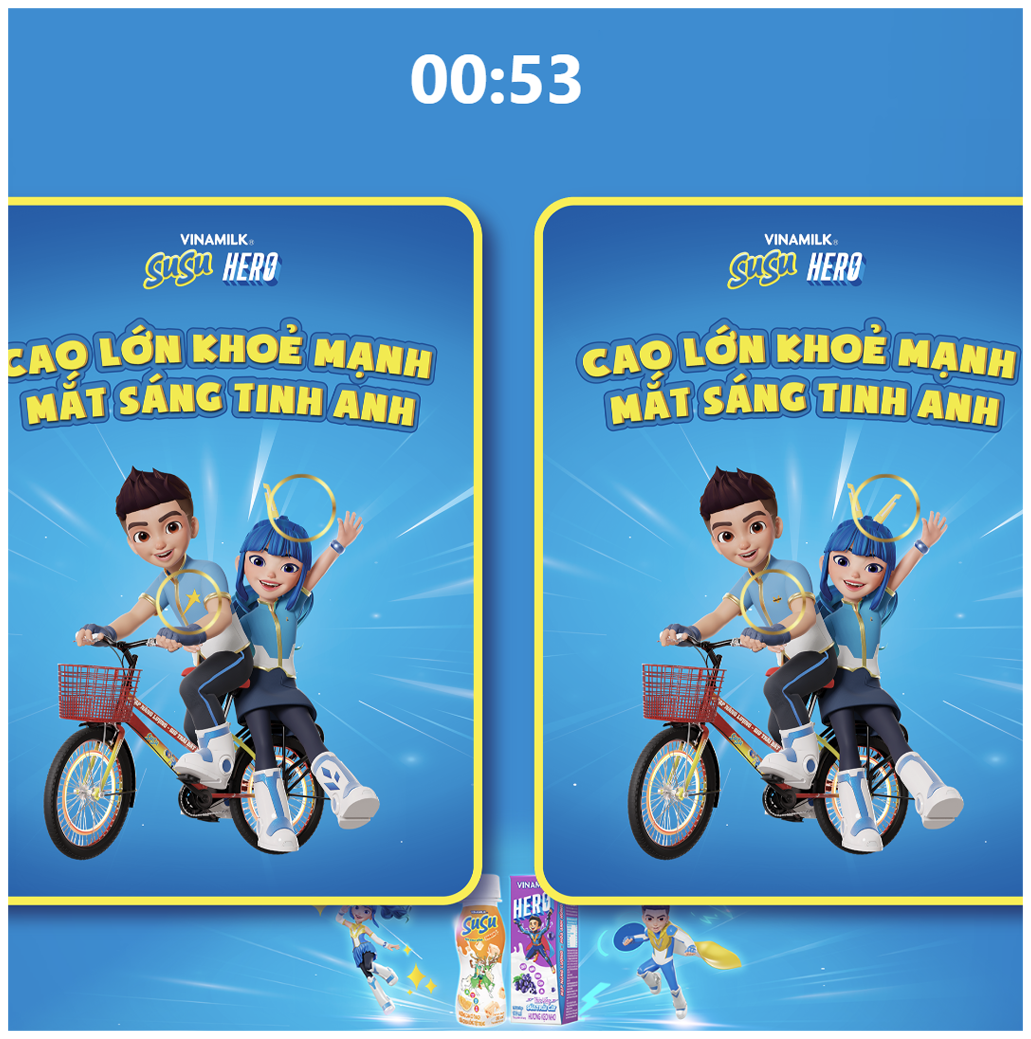 00:53
VINAMILK
SuSu HERO
CAO LỚN KHOẺ MẠNH
MẮT SÁNG TINH ANH
VINAMILK
SuSu HERO
CAO LỚN KHOẺ MẠNH
MẮT SÁNG TINH ANH
SuSu
VINAM
HERO